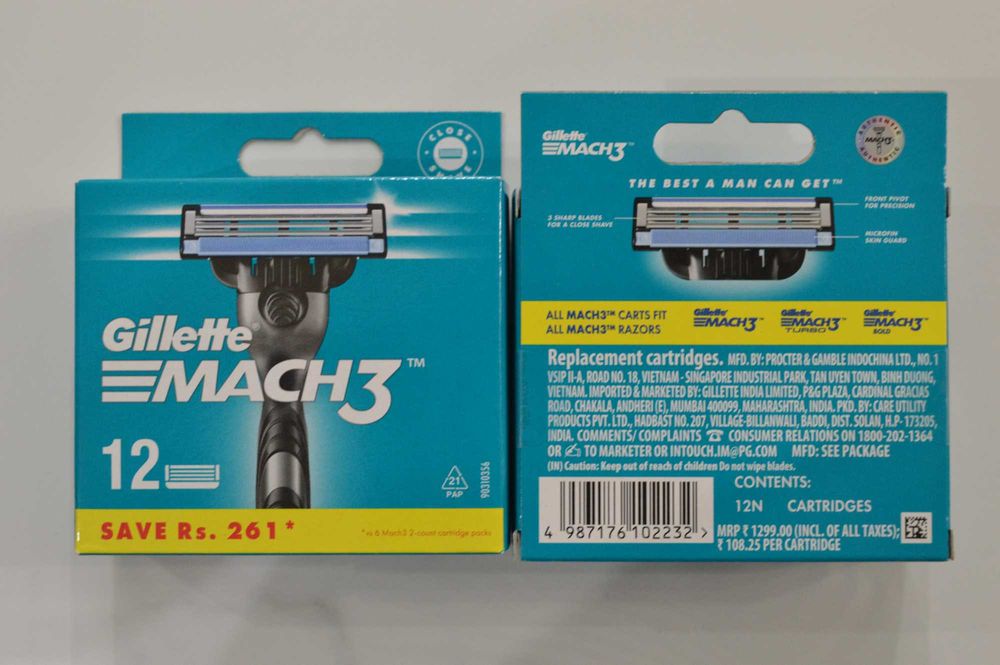 CLOSE
Gillette®
MACH3™
12
21
PAP
90310356
SAVE Rs. 261*
*vs 6 Mach3 2-count cartridge packs
Gillette®
MACH3™
AUTHENTIC
MACH3
AUTHENTIC
THE BEST A MAN CAN GET™
3 SHARP BLADES
FOR A CLOSE SHAVE
FRONT PIVOT
FOR PRECISION
MICROFIN
SKIN GUARD
ALL MACH3™ CARTS FIT
ALL MACH3™ RAZORS
Gillette
MACH3™
Gillette
MACH3™
TURBO
Gillette
MACH3™
BOLD
Replacement cartridges. MFD. BY: PROCTER & GAMBLE INDOCHINA LTD., NO. 1
VSIP II-A, ROAD NO. 18, VIETNAM - SINGAPORE INDUSTRIAL PARK, TAN UYEN TOWN, BINH DUONG,
VIETNAM. IMPORTED & MARKETED BY: GILLETTE INDIA LIMITED, P&G PLAZA, CARDINAL GRACIAS
ROAD, CHAKALA, ANDHERI (E), MUMBAI 400099, MAHARASHTRA, INDIA. PKD. BY: CARE UTILITY
PRODUCTS PVT. LTD., HADBAST NO. 207, VILLAGE-BILLANWALI, BADDI, DIST. SOLAN, H.P- 173205,
INDIA. COMMENTS/ COMPLAINTS ☎ CONSUMER RELATIONS ON 1800-202-1364
OR ✍ TO MARKETER OR INTOUCH.IM@PG.COM MFD: SEE PACKAGE
(IN) Caution: Keep out of reach of children Do not wipe blades.
CONTENTS:
12N CARTRIDGES
4 987176 102232 >
MRP ₹ 1299.00 (INCL. OF ALL TAXES);
₹ 108.25 PER CARTRIDGE